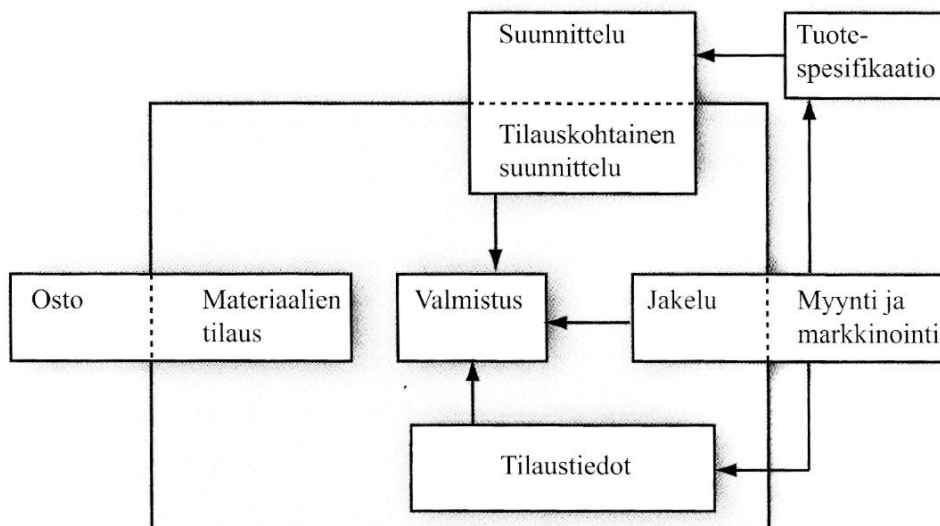 Suunnittelu
Tuote-
spesifikaatio
Tilauskohtainen
suunnittelu
Osto
Materiaalien
tilaus
Valmistus
Jakelu
Myynti ja
markkinointi
Tilaustiedot